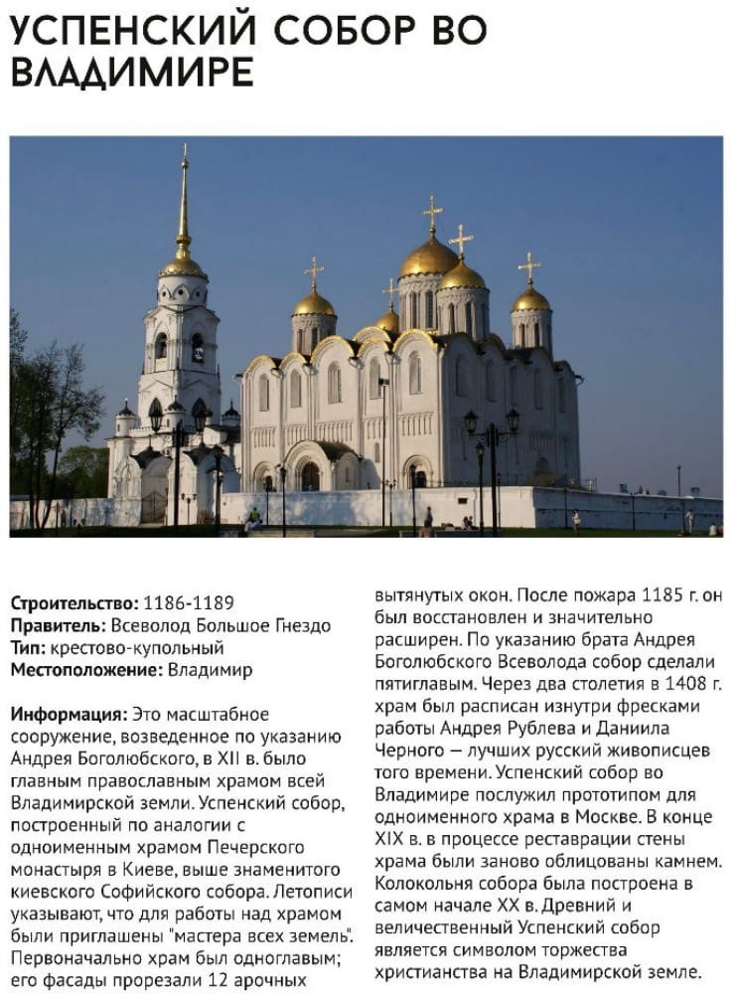 УСПЕНСКИЙ СОБОР ВО
ВЛАДИМИРЕ
Строительство: 1186-1189
Правитель: Всеволод Большое Гнездо
Тип: крестово-купольный
Местоположение: Владимир
Информация: Это масштабное
сооружение, возведенное по указанию
Андрея Боголюбского, в XII в. было
главным православным храмом всей
Владимирской земли. Успенский собор,
построенный по аналогии с
одноименным храмом Печерского
монастыря в Киеве, выше знаменитого
киевского Софийского собора. Летописи
указывают, что для работы над храмом
были приглашены "мастера всех земель".
Первоначально храм был одноглавым;
его фасады прорезали 12 арочных
вытянутых окон. После пожара 1185 г. он
был восстановлен и значительно
расширен. По указанию брата Андрея
Боголюбского Всеволода собор сделали
пятиглавым. Через два столетия в 1408 г.
храм был расписан изнутри фресками
работы Андрея Рублева и Даниила
Черного — лучших русский живописцев
того времени. Успенский собор во
Владимире послужил прототипом для
одноименного храма в Москве. В конце
XIX в. в процессе реставрации стены
храма были заново облицованы камнем.
Колокольня собора была построена в
самом начале XX в. Древний и
величественный Успенский собор
является символом торжества
христианства на Владимирской земле.